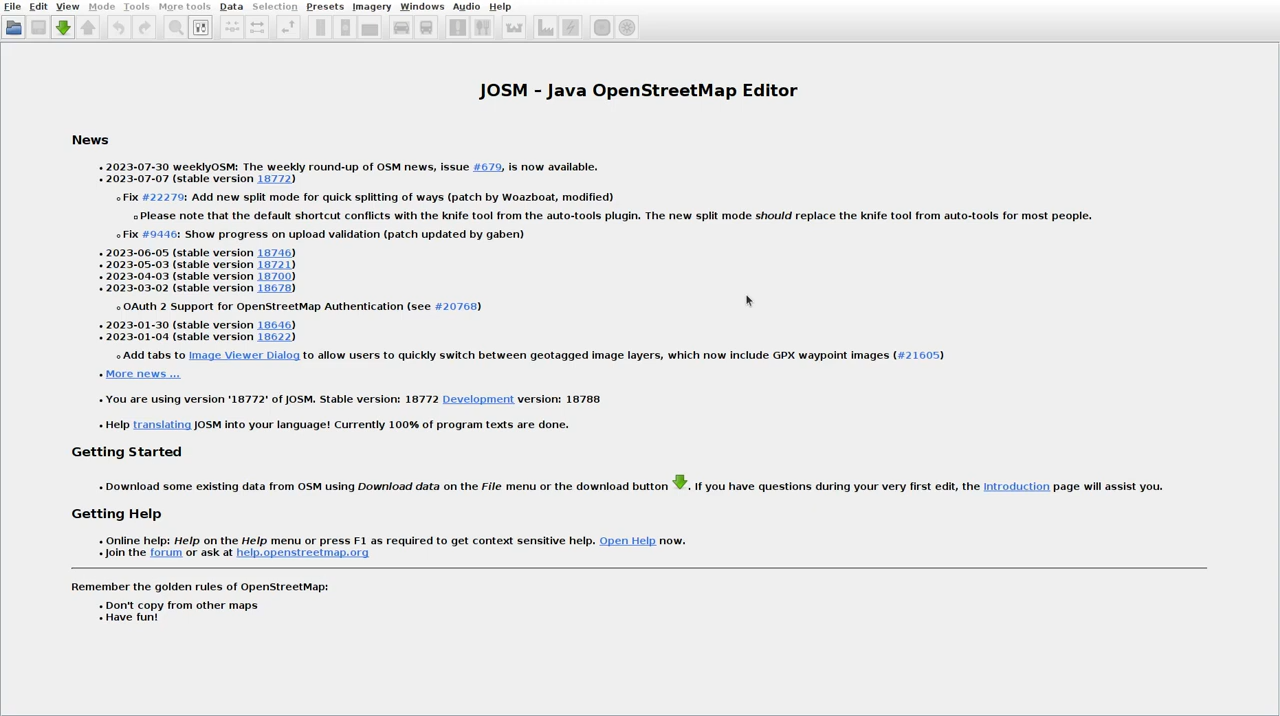 File Edit View Mode Tools More tools Data Selection Presets Imagery Windows Audio Help
JOSM – Java OpenStreetMap Editor
News
2023-07-30 weeklyOSM: The weekly round-up of OSM news, issue #679, is now available.
2023-07-07 (stable version 18772)
Fix #22279: Add new split mode for quick splitting of ways (patch by Woazboat, modified)
Please note that the default shortcut conflicts with the knife tool from the auto-tools plugin. The new split mode should replace the knife tool from auto-tools for most people.
Fix #9446: Show progress on upload validation (patch updated by gaben)
2023-06-05 (stable version 18746)
2023-05-03 (stable version 18721)
2023-04-03 (stable version 18700)
2023-03-02 (stable version 18678)
OAuth 2 Support for OpenStreetMap Authentication (see #20768)
2023-01-30 (stable version 18646)
2023-01-04 (stable version 18622)
Add tabs to Image Viewer Dialog to allow users to quickly switch between geotagged image layers, which now include GPX waypoint images (#21605)
More news ...
You are using version '18772' of JOSM. Stable version: 18772 Development version: 18788
Help translating JOSM into your language! Currently 100% of program texts are done.
Getting Started
Download some existing data from OSM using Download data on the File menu or the download button . If you have questions during your very first edit, the Introduction page will assist you.
Getting Help
Online help: Help on the Help menu or press F1 as required to get context sensitive help. Open Help now.
Join the forum or ask at help.openstreetmap.org
Remember the golden rules of OpenStreetMap:
Don't copy from other maps
Have fun!